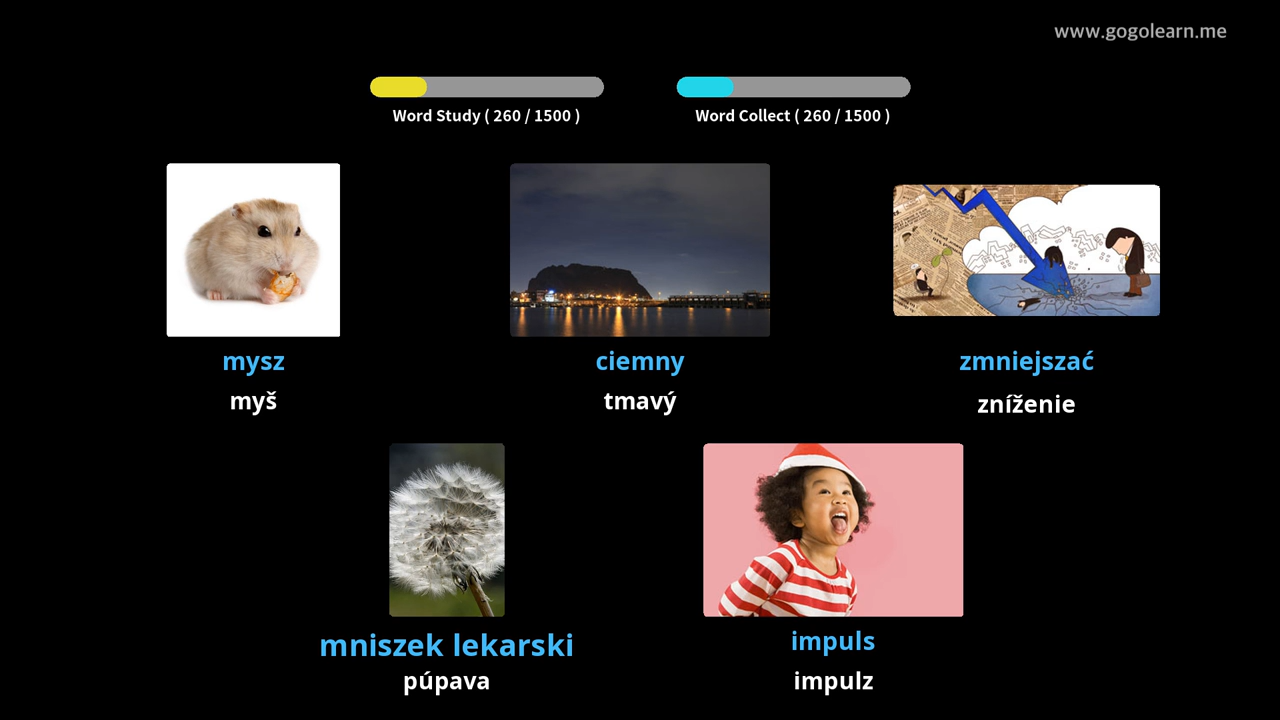 www.gogolearn.me
Word Study ( 260 / 1500 )
Word Collect ( 260 / 1500 )
mysz
myš
ciemny
tmavý
zmniejszać
zníženie
mniszek lekarski
púpava
impuls
impulz